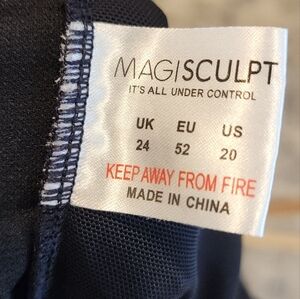 MAGISCULPT
IT'S ALL UNDER CONTROL
UK EU US
24 52 20
KEEP AWAY FROM FIRE
MADE IN CHINA